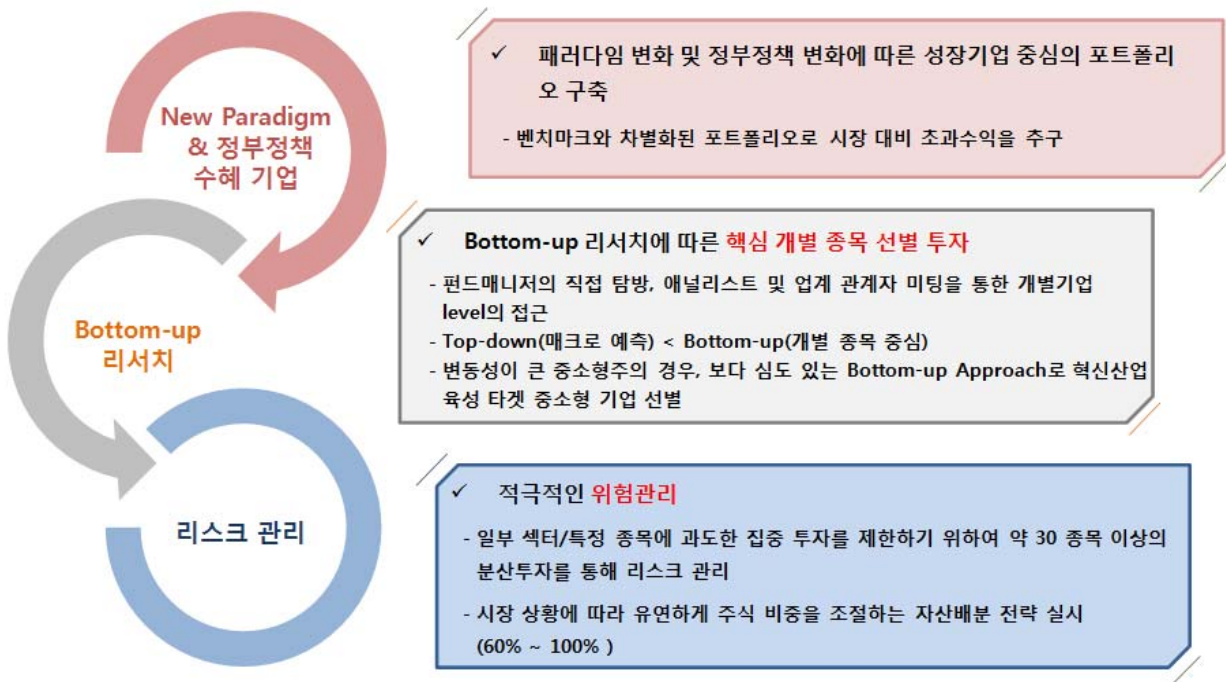 New Paradigm
& 정부정책
수혜 기업
✓ 패러다임 변화 및 정부정책 변화에 따른 성장기업 중심의 포트폴리
오 구축
- 벤치마크와 차별화된 포트폴리오로 시장 대비 초과수익을 추구
Bottom-up
리서치
✓ Bottom-up 리서치에 따른 핵심 개별 종목 선별 투자
- 펀드매니저의 직접 탐방, 애널리스트 및 업계 관계자 미팅을 통한 개별기업
level의 접근
- Top-down(매크로 예측) < Bottom-up(개별 종목 중심)
- 변동성이 큰 중소형주의 경우, 보다 심도 있는 Bottom-up Approach로 혁신산업
육성 타겟 중소형 기업 선별
리스크 관리
✓ 적극적인 위험관리
- 일부 섹터/특정 종목에 과도한 집중 투자를 제한하기 위하여 약 30 종목 이상의
분산투자를 통해 리스크 관리
- 시장 상황에 따라 유연하게 주식 비중을 조절하는 자산배분 전략 실시
(60% ~ 100% )